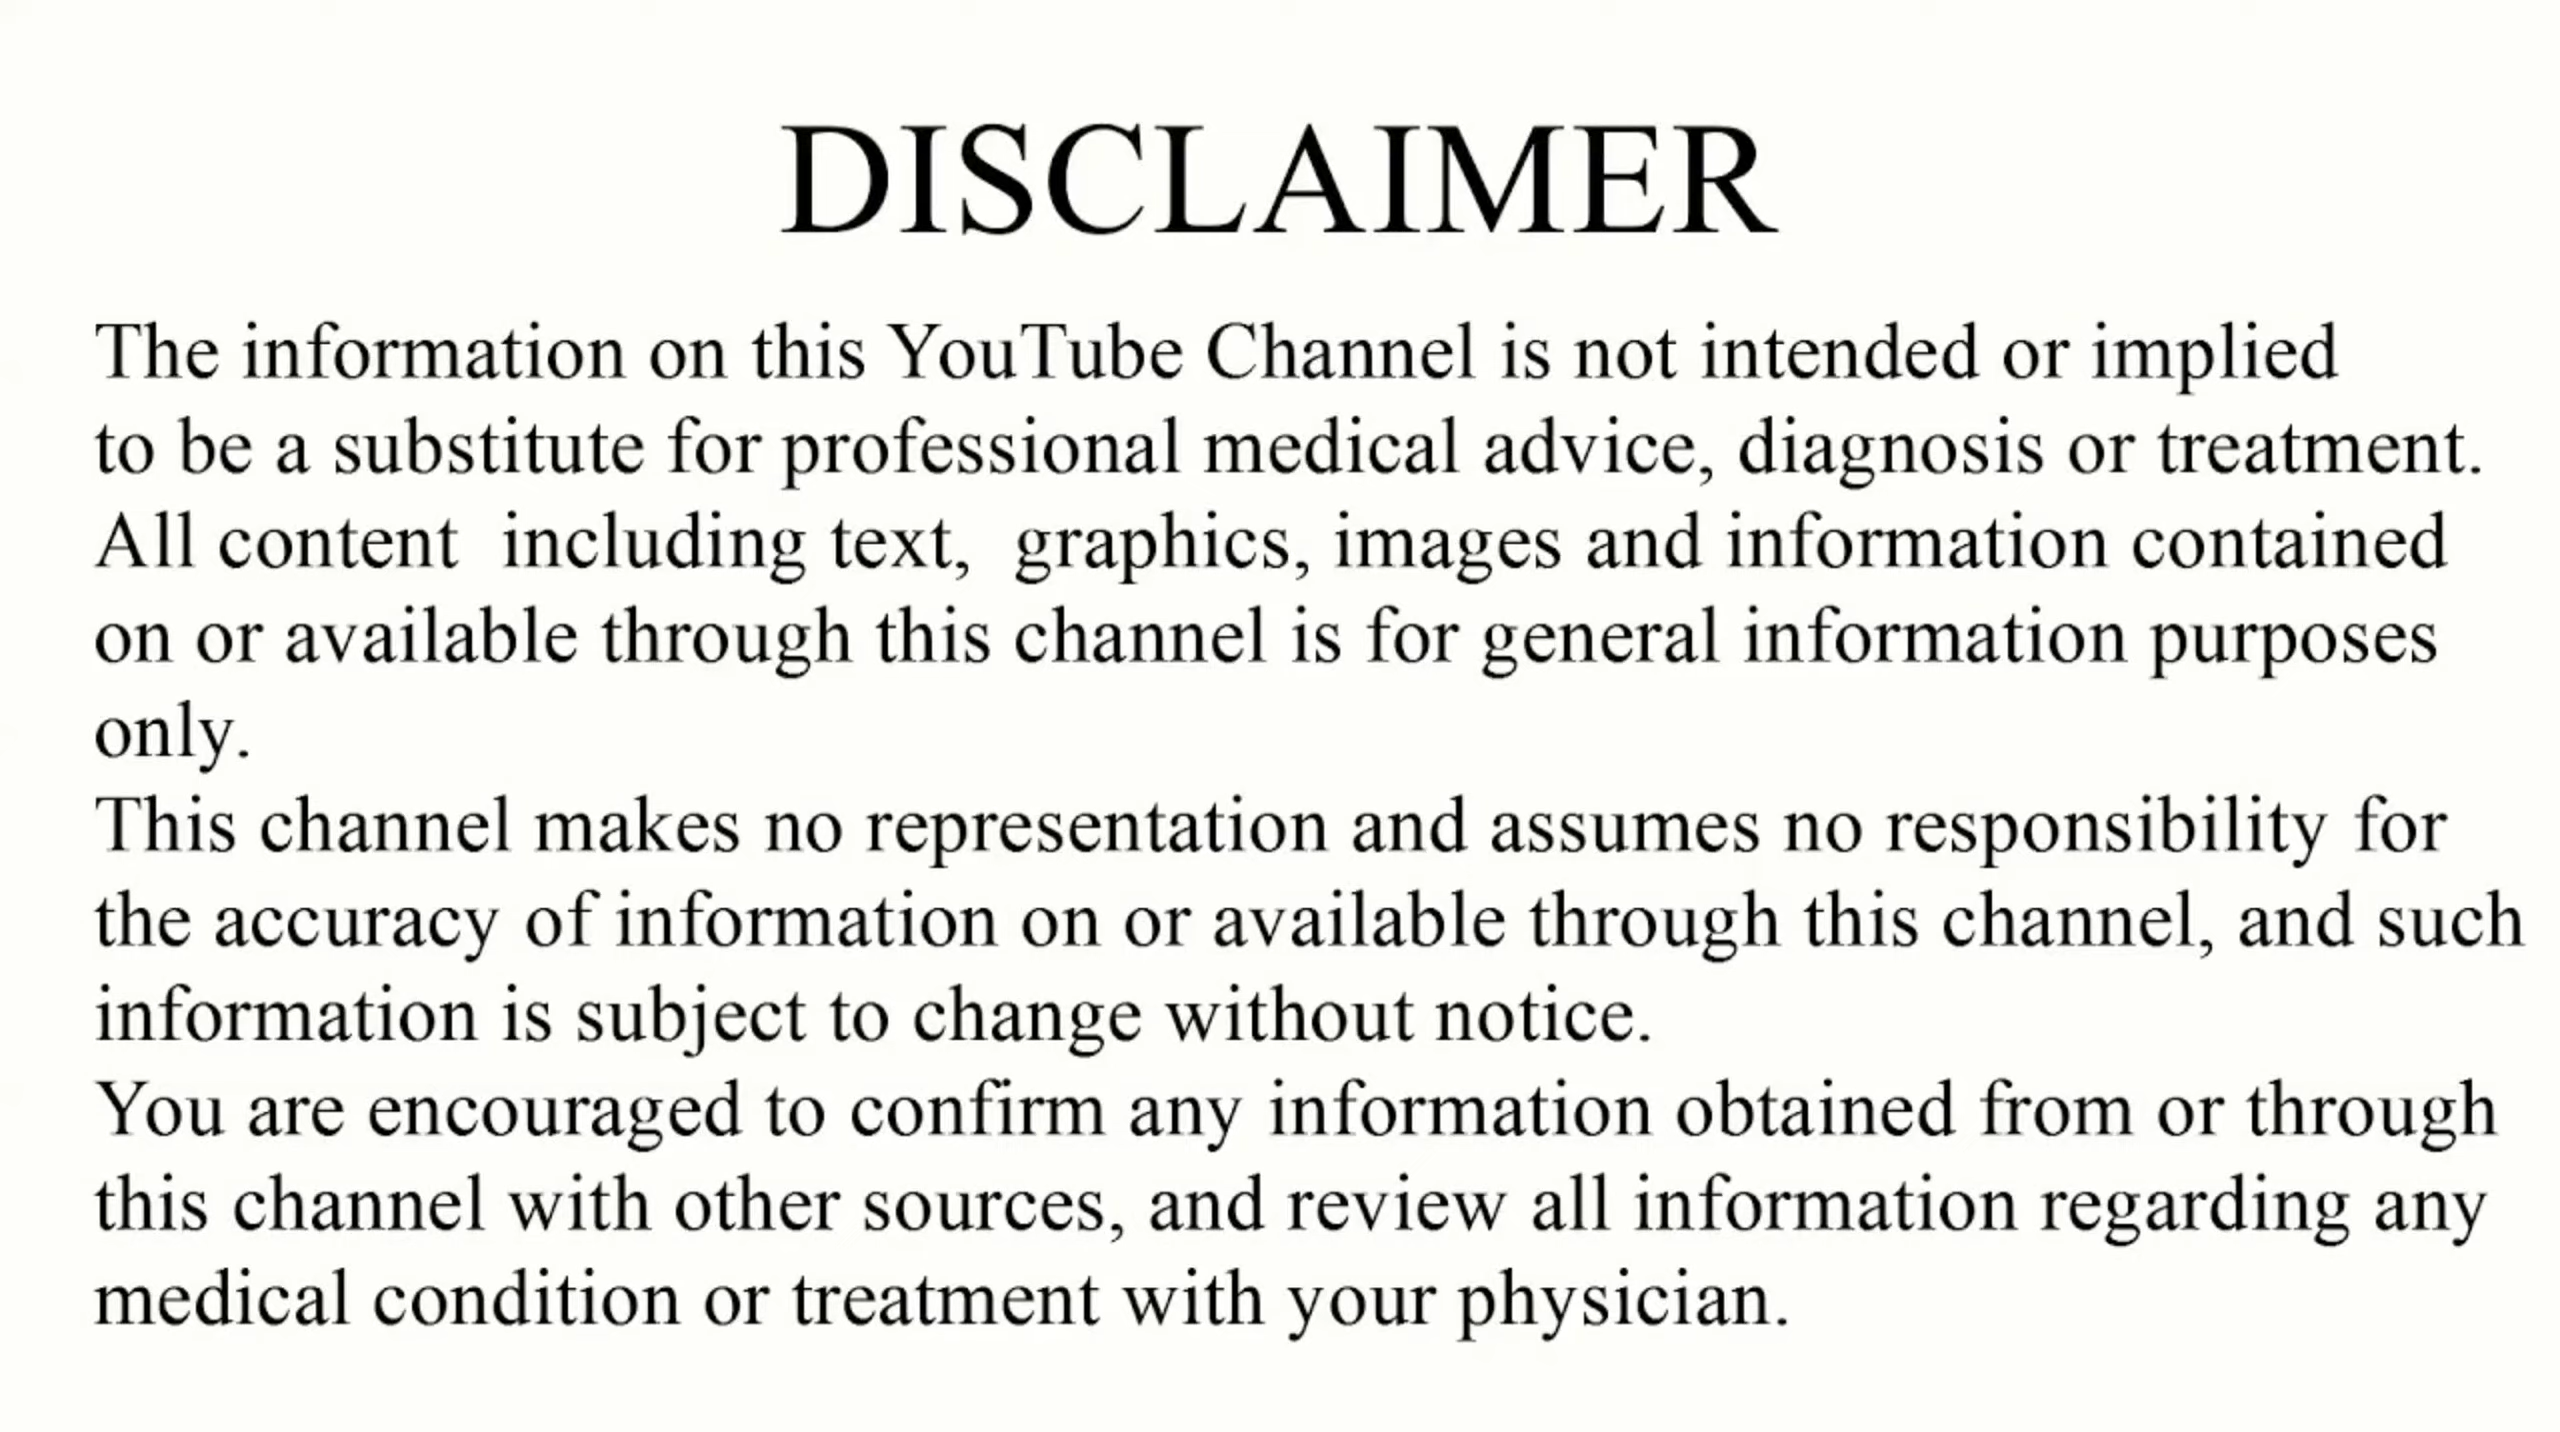 DISCLAIMER
The information on this YouTube Channel is not intended or implied
to be a substitute for professional medical advice, diagnosis or treatment.
All content  including text,  graphics, images and information contained
on or available through this channel is for general information purposes
only.
This channel makes no representation and assumes no responsibility for
the accuracy of information on or available through this channel, and such
information is subject to change without notice.
You are encouraged to confirm any information obtained from or through
this channel with other sources, and review all information regarding any
medical condition or treatment with your physician.